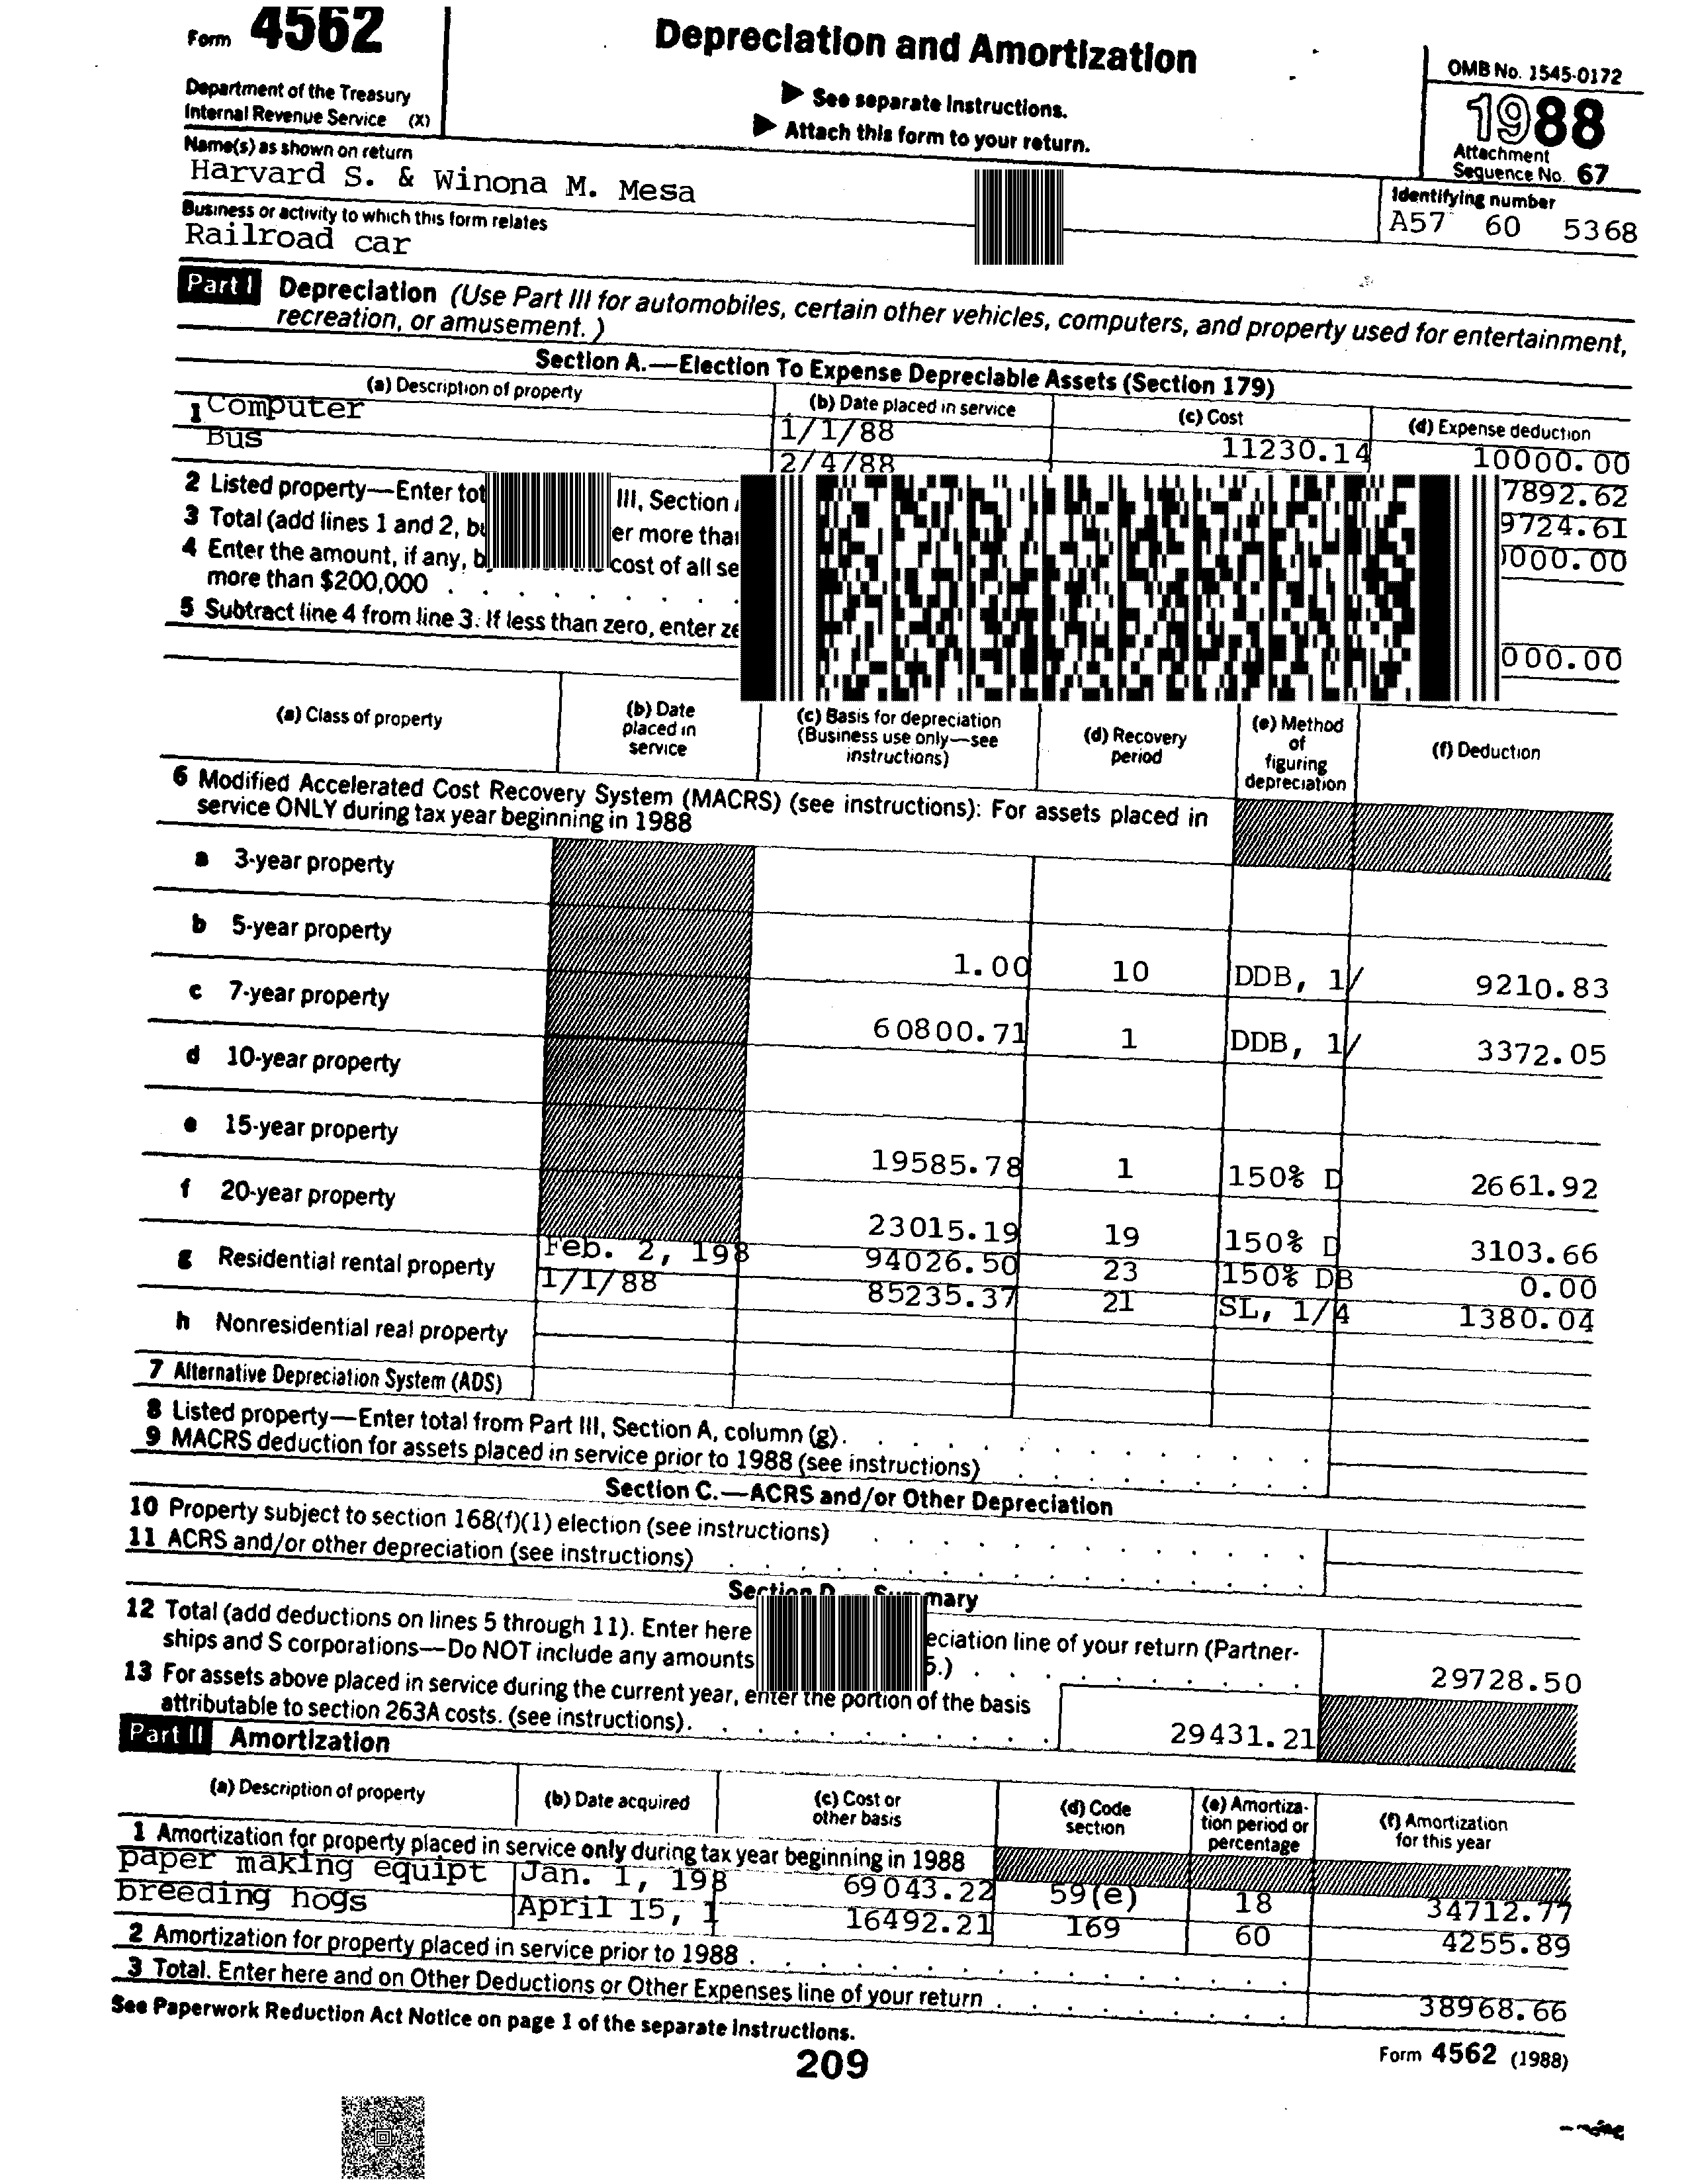 Form 4562
Depreciation and Amortization
OMB No. 1545-0172
Department of the Treasury
Internal Revenue Service (X)
▶ See separate Instructions.
▶ Attach this form to your return.
1988
Attachment
Sequence No. 67
Name(s) as shown on return
Harvard S. & Winona M. Mesa
Identifying number
A57 60 5368
Business or activity to which this form relates
Railroad car
Part I Depreciation (Use Part III for automobiles, certain other vehicles, computers, and property used for entertainment,
recreation, or amusement.)
Section A.—Election To Expense Depreciable Assets (Section 179)
(a) Description of property (b) Date placed in service (c) Cost (d) Expense deduction
1 Computer 1/1/88 11230.14 10000.00
Bus 2/4/88 7892.62
2 Listed property—Enter III, Section 9724.61
3 Total (add lines 1 and 2, er more 000.00
4 Enter the amount, if any, cost of all
more than $200,000 . . . . . . . .
5 Subtract line 4 from line 3. If less than zero, enter 000.00
(a) Class of property (b) Date placed in service (c) Basis for depreciation (Business use only—see instructions) (d) Recovery period (e) Method of figuring depreciation (f) Deduction
6 Modified Accelerated Cost Recovery System (MACRS) (see instructions): For assets placed in
service ONLY during tax year beginning in 1988
a 3-year property
b 5-year property 1.00 10 DDB, 1/ 9210.83
c 7-year property 60800.71 1 DDB, 1/ 3372.05
d 10-year property
e 15-year property 19585.78 1 150% D 2661.92
f 20-year property 23015.19 19 150% D 3103.66
g Residential rental property Feb. 2, 198 94026.50 23 150% DB 0.00
1/1/88 85235.37 21 SL, 1/4 1380.04
h Nonresidential real property
7 Alternative Depreciation System (ADS)
8 Listed property—Enter total from Part III, Section A, column (g) . . . . . . . . . .
9 MACRS deduction for assets placed in service prior to 1988 (see instructions) . . . . . . .
Section C.—ACRS and/or Other Depreciation
10 Property subject to section 168(f)(1) election (see instructions) . . . . . . . . . .
11 ACRS and/or other depreciation (see instructions) . . . . . . . . . . . . .
Section D Summary
12 Total (add deductions on lines 5 through 11). Enter here eciation line of your return (Partner-
ships and S corporations—Do NOT include any amounts .) . . . . . . . . 29728.50
13 For assets above placed in service during the current year, enter the portion of the basis
attributable to section 263A costs. (see instructions) . . . . . . . . . 29431.21
Part II Amortization
(a) Description of property (b) Date acquired (c) Cost or other basis (d) Code section (e) Amortiza-tion period or percentage (f) Amortization for this year
1 Amortization for property placed in service only during tax year beginning in 1988
paper making equipt Jan. 1, 198 69043.22 59(e) 18 34712.77
breeding hogs April 15, 1 16492.21 169 60 4255.89
2 Amortization for property placed in service prior to 1988 . . . . . . . . . . . .
3 Total. Enter here and on Other Deductions or Other Expenses line of your return . . . . . . 38968.66
See Paperwork Reduction Act Notice on page 1 of the separate Instructions.
Form 4562 (1988)
209